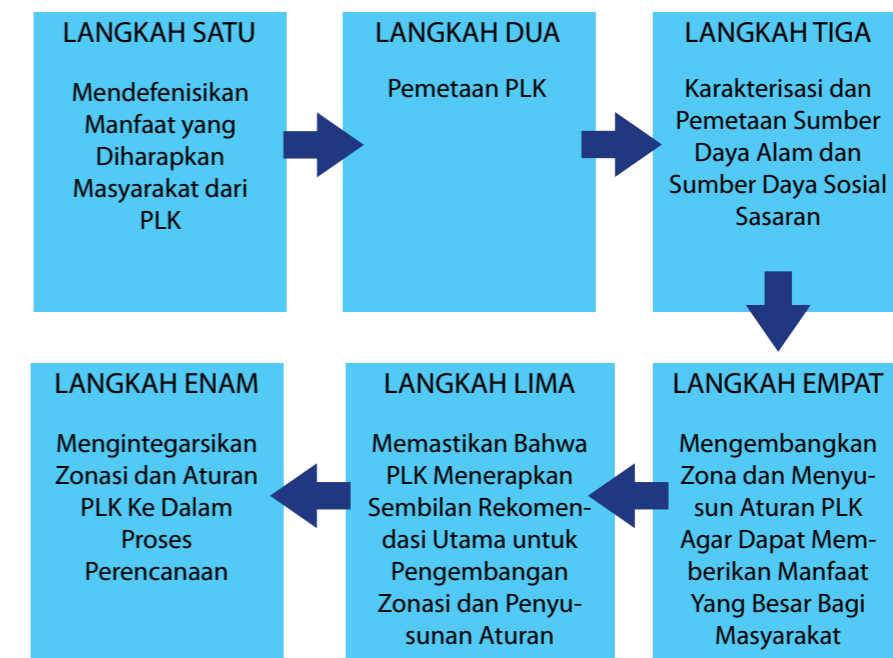 LANGKAH SATU
Mendefenisikan
Manfaat yang
Diharapkan
Masyarakat dari
PLK
LANGKAH DUA
Pemetaan PLK
LANGKAH TIGA
Karakterisasi dan
Pemetaan Sumber
Daya Alam dan
Sumber Daya Sosial
Sasaran
LANGKAH EMPAT
Mengembangkan
Zona dan Menyu-
sun Aturan PLK
Agar Dapat Mem-
berikan Manfaat
Yang Besar Bagi
Masyarakat
LANGKAH LIMA
Memastikan Bahwa
PLK Menerapkan
Sembilan Rekomen-
dasi Utama untuk
Pengembangan
Zonasi dan Penyu-
sunan Aturan
LANGKAH ENAM
Mengintegarsikan
Zonasi dan Aturan
PLK Ke Dalam
Proses
Perencanaan